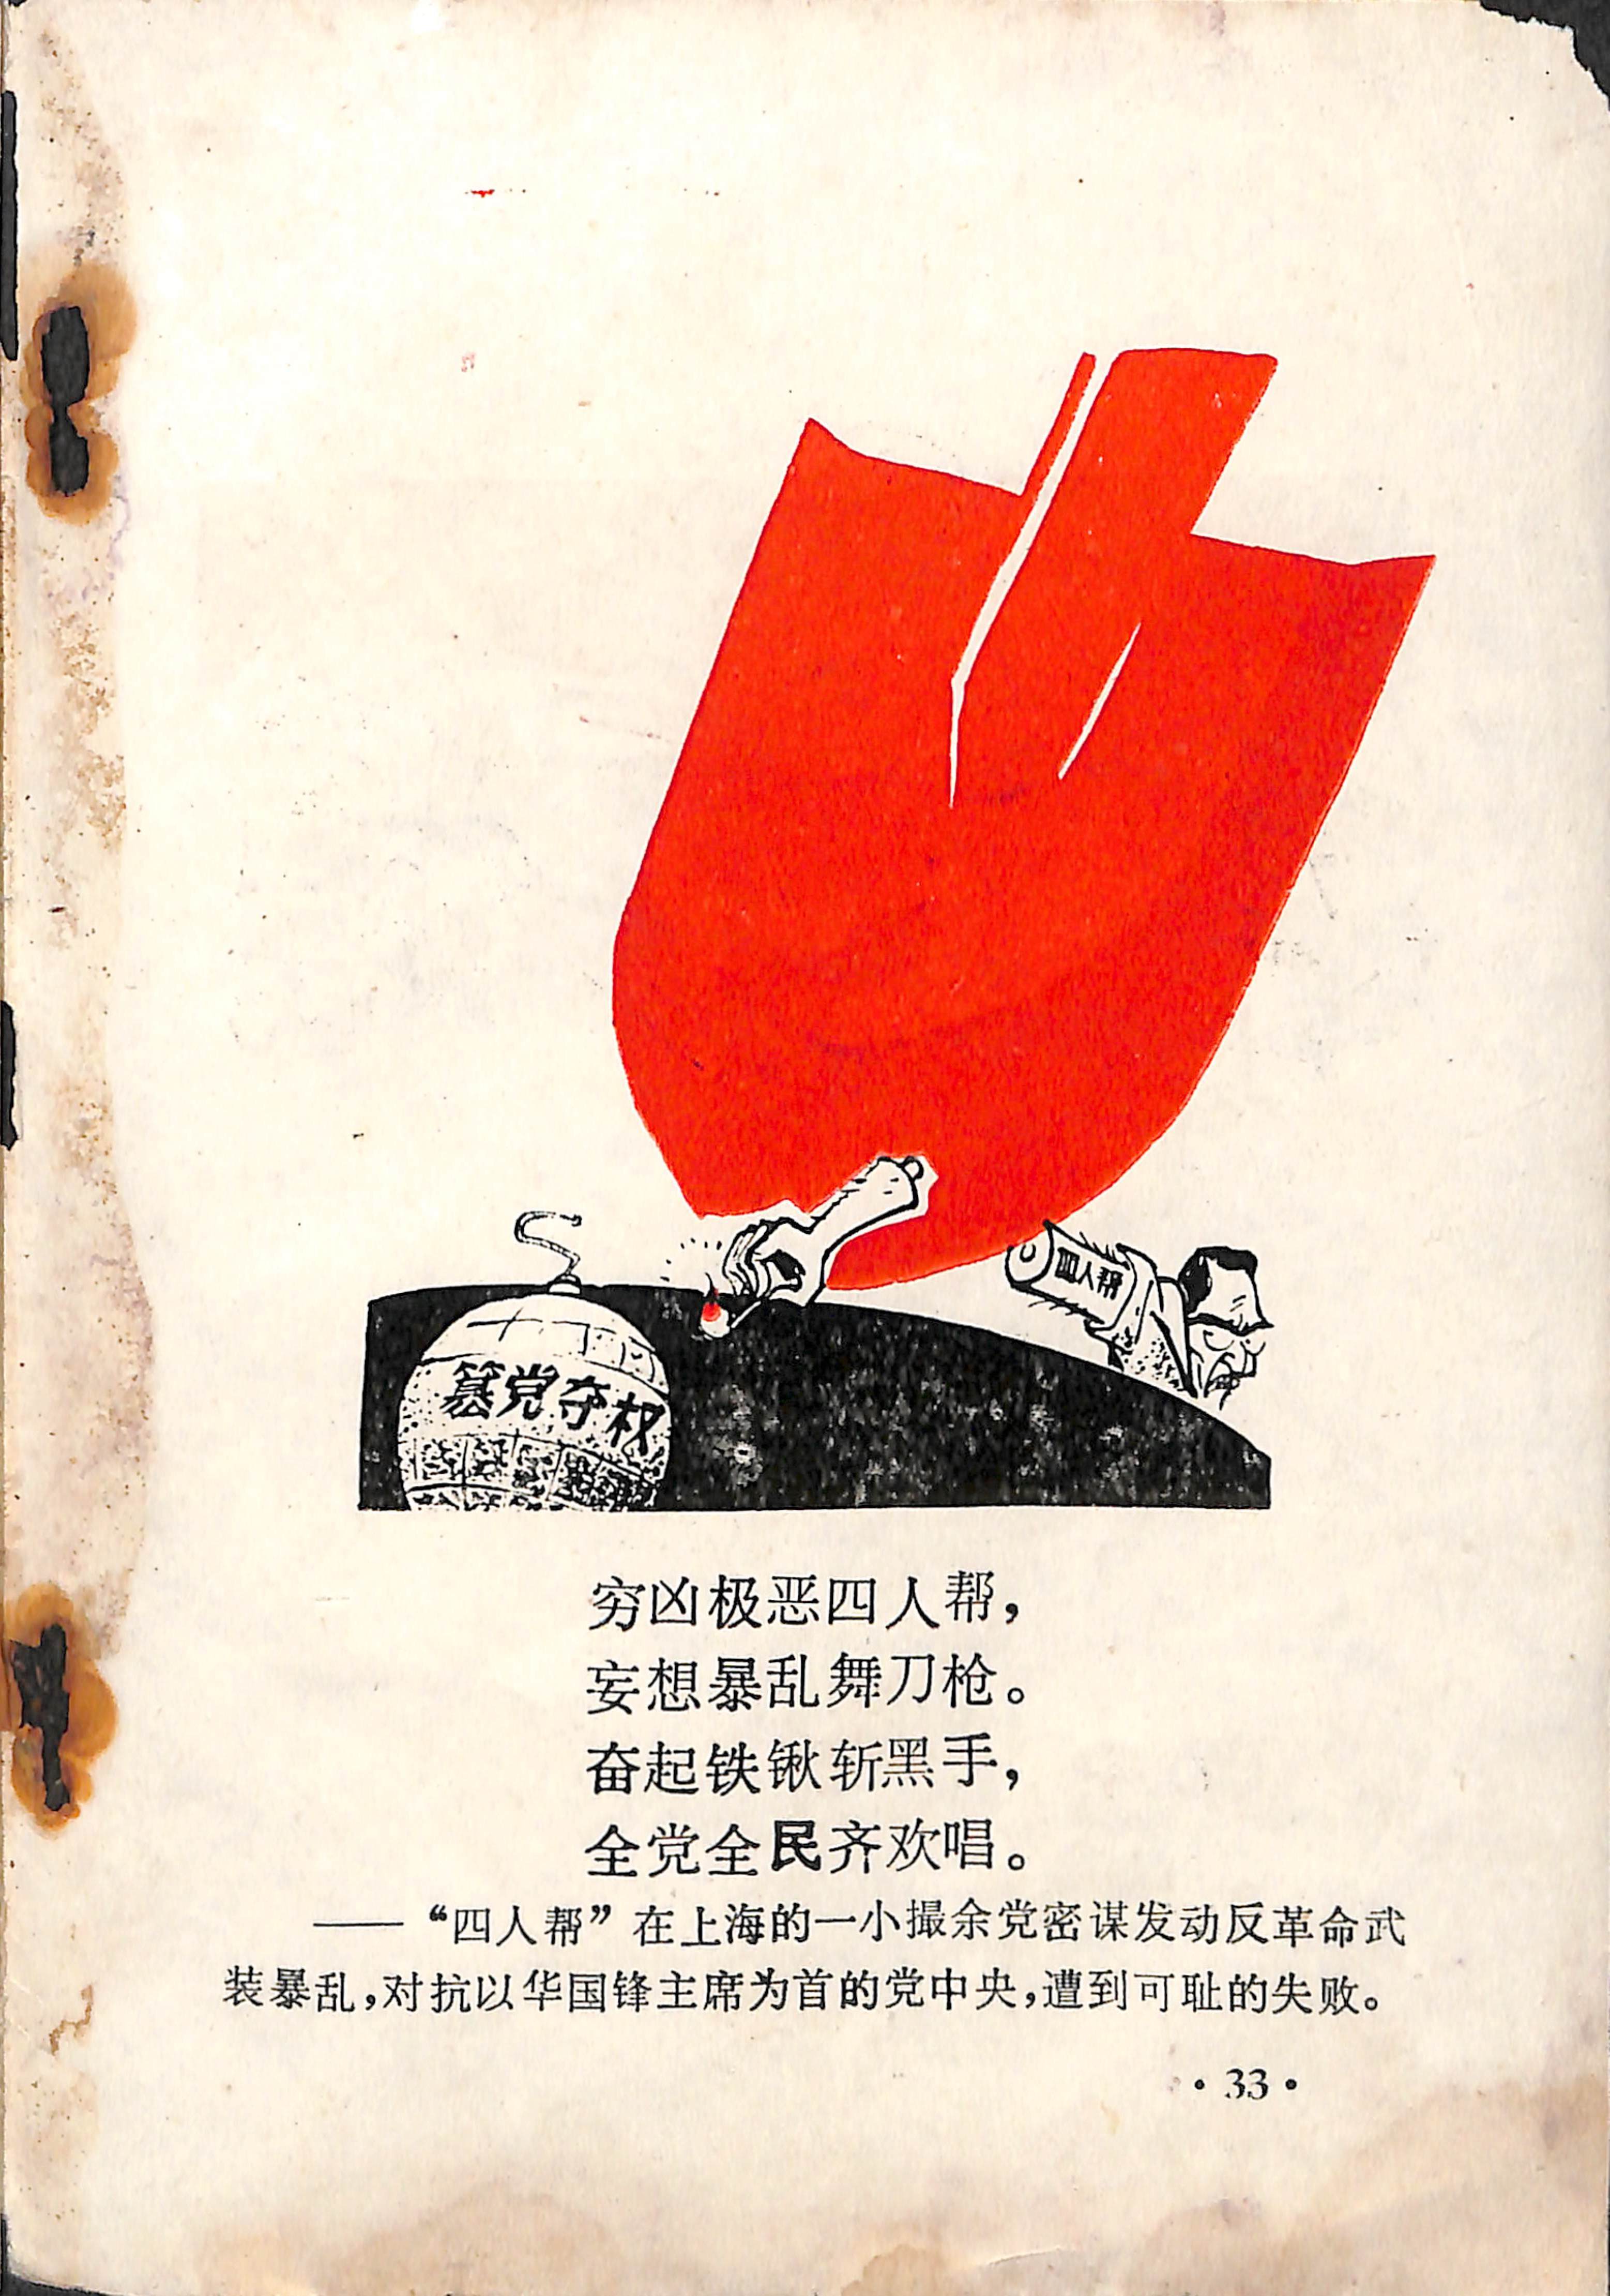 四人帮
篡党夺权
穷凶极恶四人帮，
妄想暴乱舞刀枪。
奋起铁锹斩黑手，
全党全民齐欢唱。
——“四人帮”在上海的一小撮余党密谋发动反革命武
装暴乱，对抗以华国锋主席为首的党中央，遭到可耻的失败。
·33·